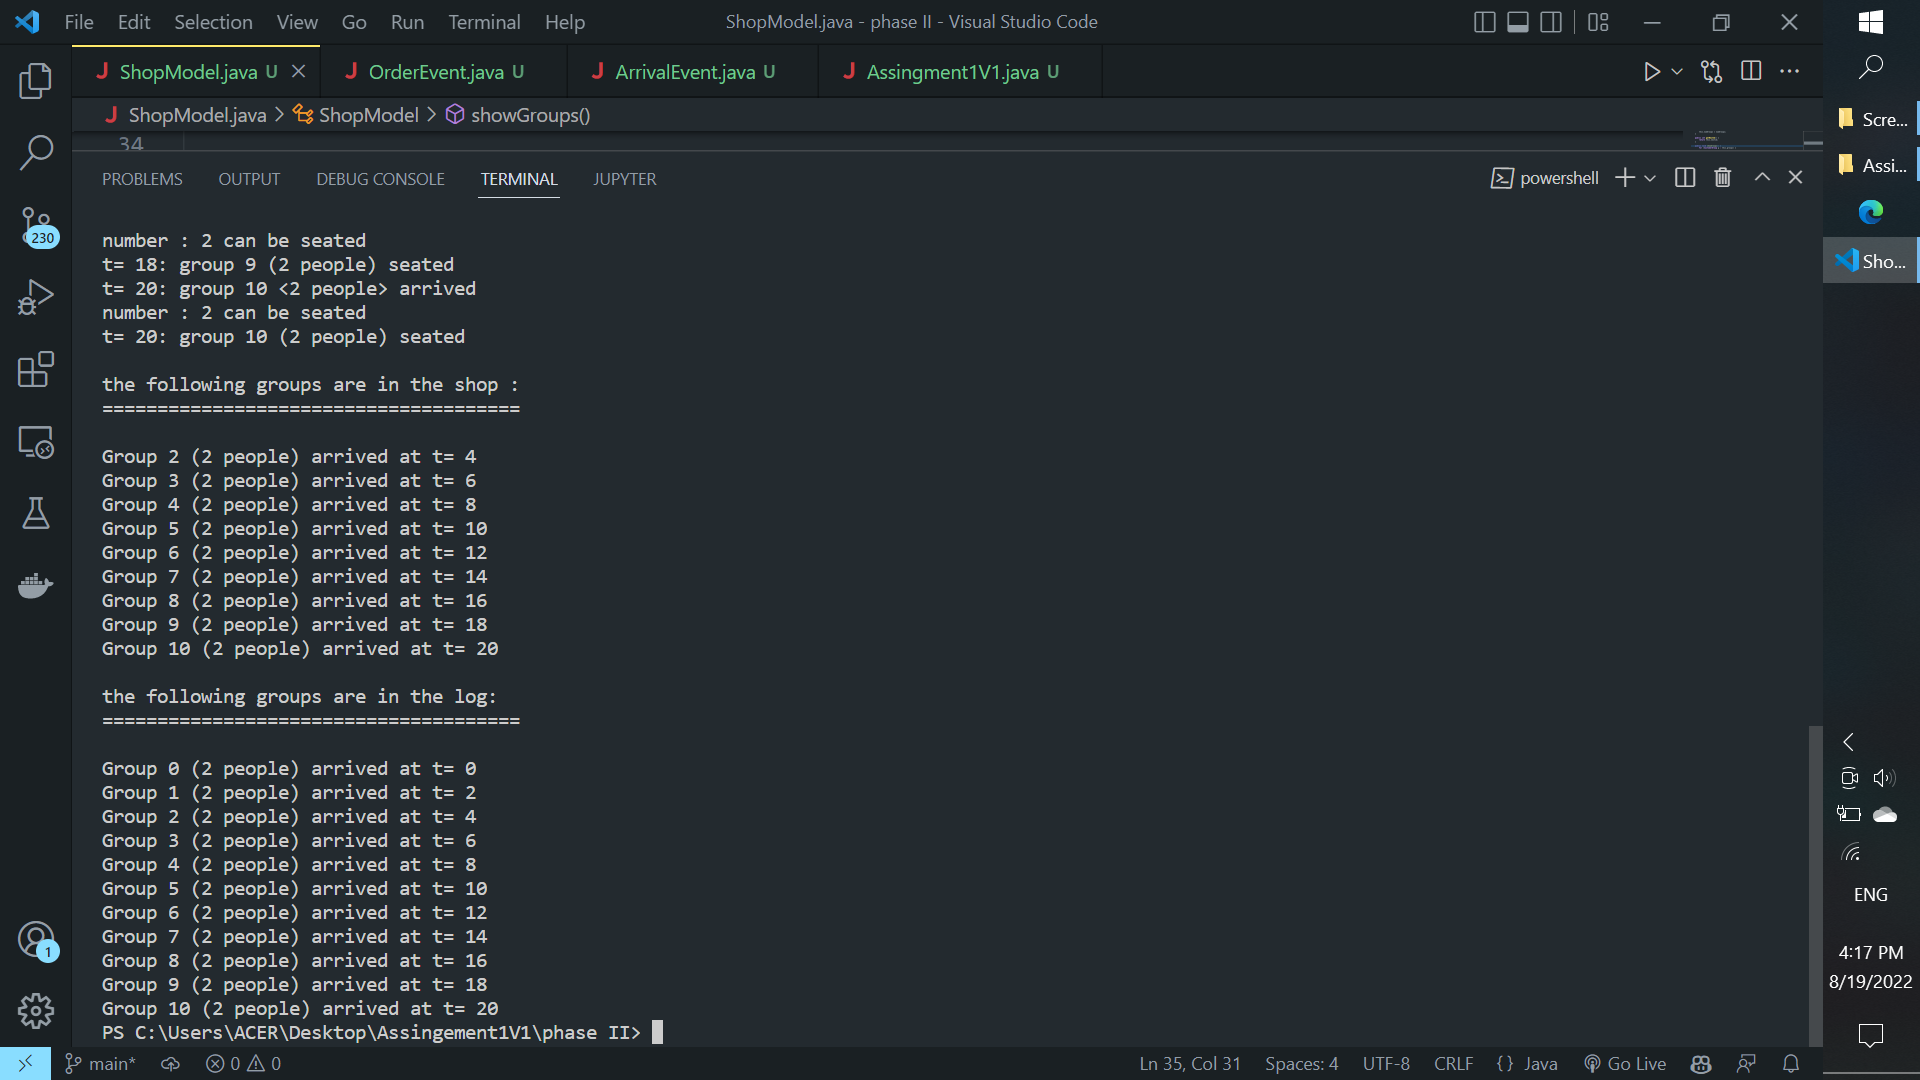 File Edit Selection View Go Run Terminal Help ShopModel.java - phase II - Visual Studio Code
ShopModel.java U OrderEvent.java U ArrivalEvent.java U Assingment1V1.java U
ShopModel.java > ShopModel > showGroups()
34
PROBLEMS OUTPUT DEBUG CONSOLE TERMINAL JUPYTER powershell
number : 2 can be seated
t= 18: group 9 (2 people) seated
t= 20: group 10 <2 people> arrived
number : 2 can be seated
t= 20: group 10 (2 people) seated
the following groups are in the shop :
======================================
Group 2 (2 people) arrived at t= 4
Group 3 (2 people) arrived at t= 6
Group 4 (2 people) arrived at t= 8
Group 5 (2 people) arrived at t= 10
Group 6 (2 people) arrived at t= 12
Group 7 (2 people) arrived at t= 14
Group 8 (2 people) arrived at t= 16
Group 9 (2 people) arrived at t= 18
Group 10 (2 people) arrived at t= 20
the following groups are in the log:
======================================
Group 0 (2 people) arrived at t= 0
Group 1 (2 people) arrived at t= 2
Group 2 (2 people) arrived at t= 4
Group 3 (2 people) arrived at t= 6
Group 4 (2 people) arrived at t= 8
Group 5 (2 people) arrived at t= 10
Group 6 (2 people) arrived at t= 12
Group 7 (2 people) arrived at t= 14
Group 8 (2 people) arrived at t= 16
Group 9 (2 people) arrived at t= 18
Group 10 (2 people) arrived at t= 20
PS C:\Users\ACER\Desktop\Assingement1V1\phase II>
230
1
main* 0 0 Ln 35, Col 31 Spaces: 4 UTF-8 CRLF {} Java Go Live
Scre...
Assi...
Sho...
ENG
4:17 PM
8/19/2022